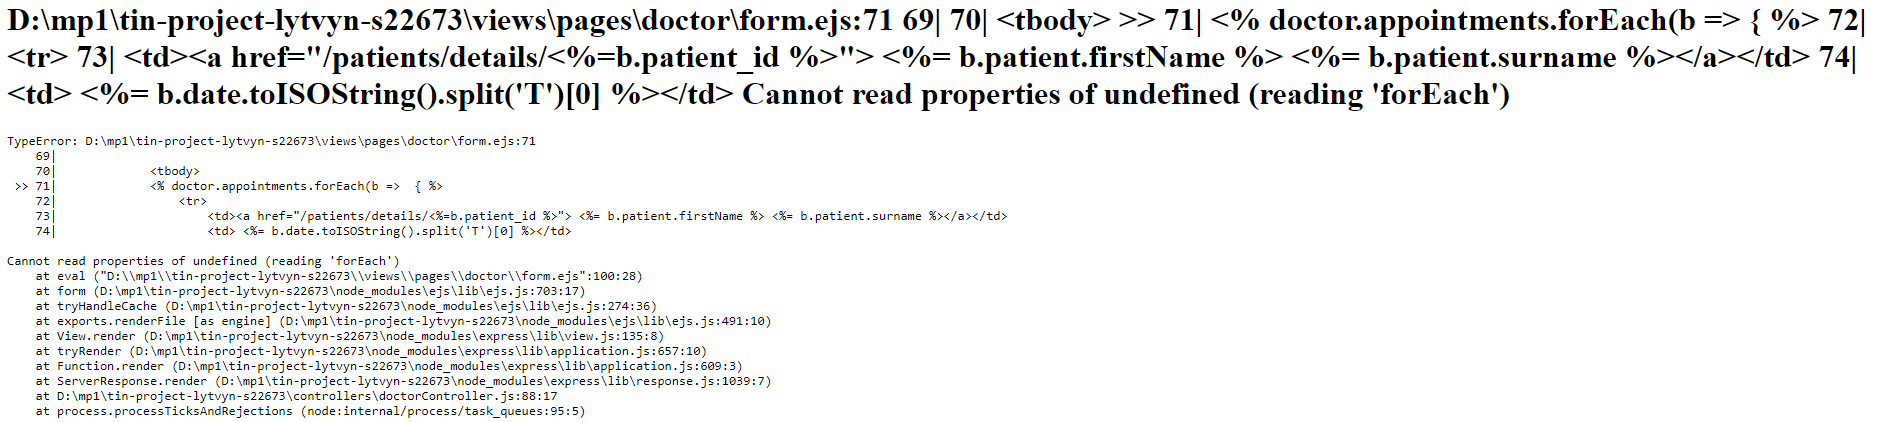 D:\mp1\tin-project-lytvyn-s22673\views\pages\doctor\form.ejs:71 69| 70| <tbody> >> 71| <% doctor.appointments.forEach(b => { %> 72|
<tr> 73| <td><a href="/patients/details/<%=b.patient_id %>"> <%= b.patient.firstName %> <%= b.patient.surname %></a></td> 74|
<td> <%= b.date.toISOString().split('T')[0] %></td> Cannot read properties of undefined (reading 'forEach')
TypeError: D:\mp1\tin-project-lytvyn-s22673\views\pages\doctor\form.ejs:71
    69|
    70|             <tbody>
 >> 71|             <% doctor.appointments.forEach(b =>  { %>
    72|                 <tr>
    73|                     <td><a href="/patients/details/<%=b.patient_id %>"> <%= b.patient.firstName %> <%= b.patient.surname %></a></td>
    74|                     <td> <%= b.date.toISOString().split('T')[0] %></td>
Cannot read properties of undefined (reading 'forEach')
    at eval ("D:\\mp1\\tin-project-lytvyn-s22673\\views\\pages\\doctor\\form.ejs":100:28)
    at form (D:\mp1\tin-project-lytvyn-s22673\node_modules\ejs\lib\ejs.js:703:17)
    at tryHandleCache (D:\mp1\tin-project-lytvyn-s22673\node_modules\ejs\lib\ejs.js:274:36)
    at exports.renderFile [as engine] (D:\mp1\tin-project-lytvyn-s22673\node_modules\ejs\lib\ejs.js:491:10)
    at View.render (D:\mp1\tin-project-lytvyn-s22673\node_modules\express\lib\view.js:135:8)
    at tryRender (D:\mp1\tin-project-lytvyn-s22673\node_modules\express\lib\application.js:657:10)
    at Function.render (D:\mp1\tin-project-lytvyn-s22673\node_modules\express\lib\application.js:609:3)
    at ServerResponse.render (D:\mp1\tin-project-lytvyn-s22673\node_modules\express\lib\response.js:1039:7)
    at D:\mp1\tin-project-lytvyn-s22673\controllers\doctorController.js:88:17
    at process.processTicksAndRejections (node:internal/process/task_queues:95:5)